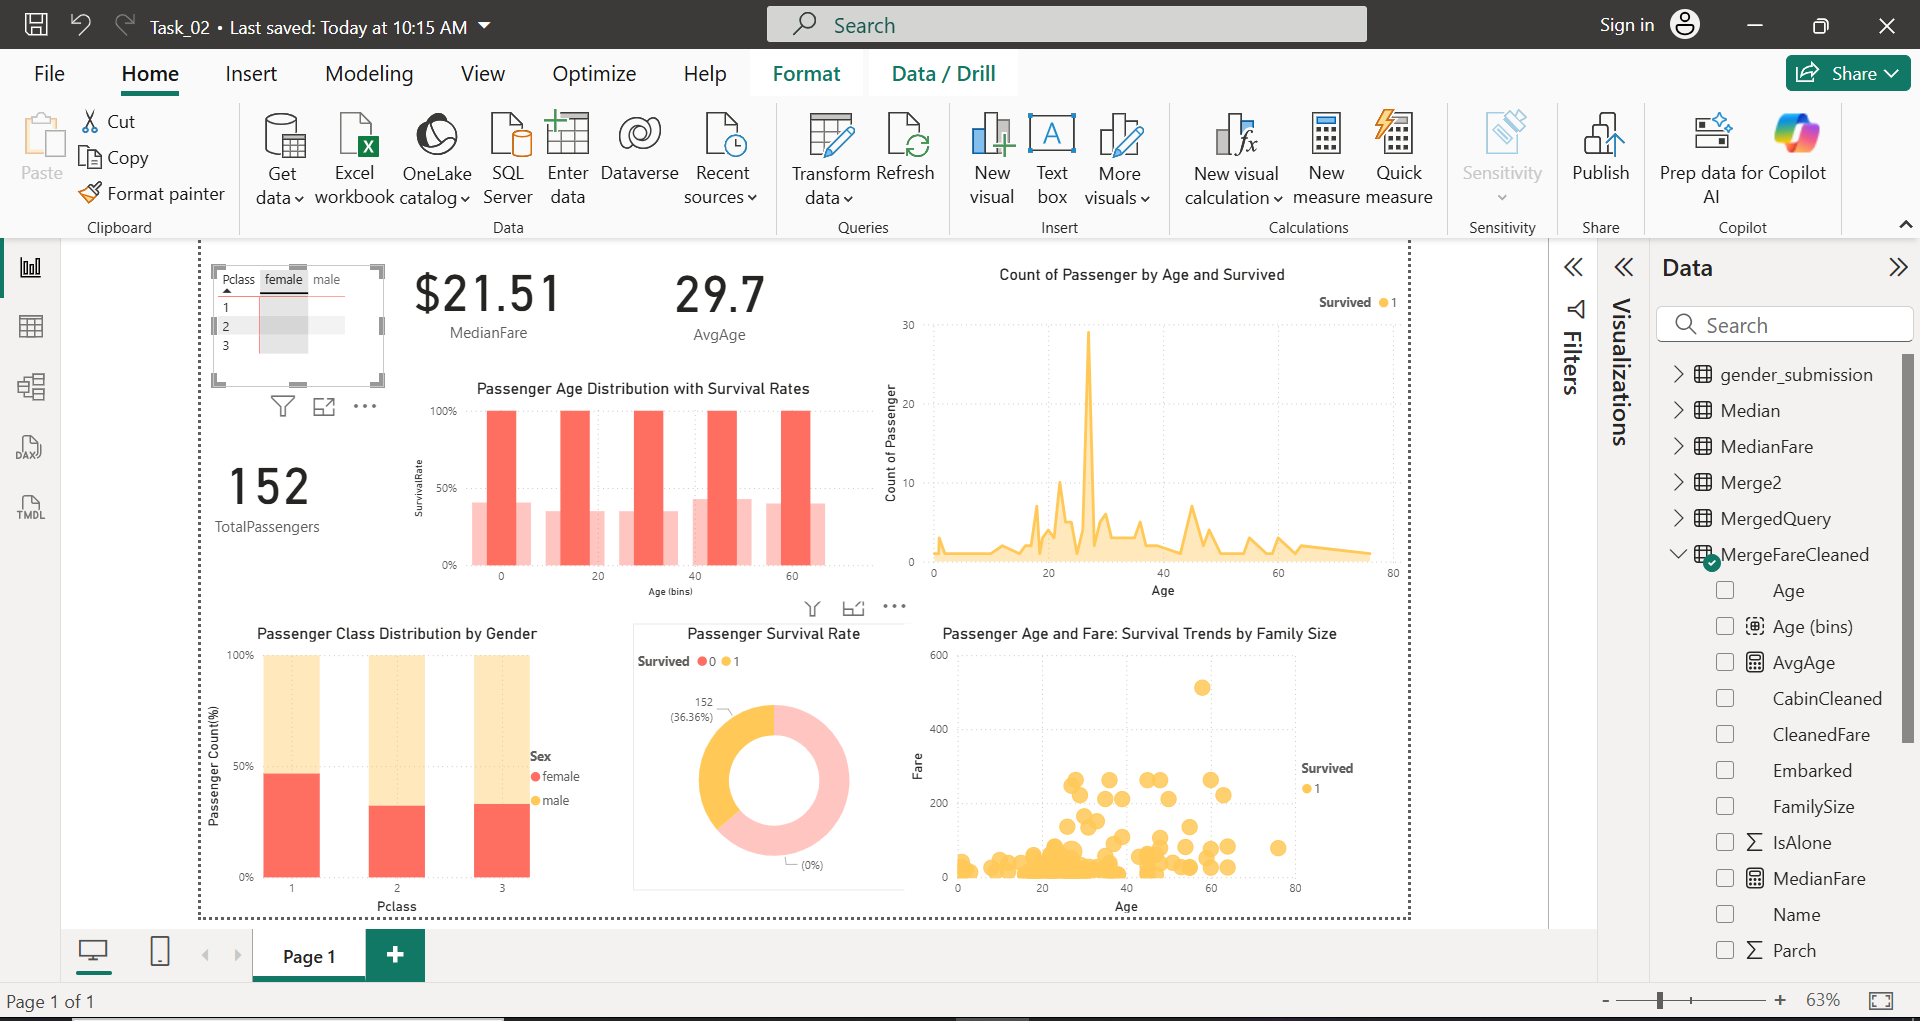 Task_02 • Last saved: Today at 10:15 AM
Search
Sign in
File Home Insert Modeling View Optimize Help Format Data / Drill
Share
Paste
Cut
Copy
Format painter
Clipboard
Get data
Excel workbook
OneLake catalog
SQL Server
Enter data
Dataverse
Recent sources
Data
Transform data
Refresh
Queries
New visual
A
Text box
More visuals
Insert
fx
New visual calculation
New measure
Quick measure
Calculations
Sensitivity
Sensitivity
Publish
Share
Prep data for AI
Copilot
Copilot
DAX
TMDL
Pclass female male
1
2
3
$21.51
MedianFare
29.7
AvgAge
152
TotalPassengers
Passenger Age Distribution with Survival Rates
SurvivalRate
100%
50%
0%
0 20 40 60
Age (bins)
Count of Passenger by Age and Survived
Survived 1
Count of Passenger
30
20
10
0
0 20 40 60 80
Age
Passenger Class Distribution by Gender
Passenger Count(%)
100%
50%
0%
1 2 3
Pclass
Sex
female
male
Passenger Survival Rate
Survived 0 1
152
(36.36%)
(0%)
Passenger Age and Fare: Survival Trends by Family Size
Fare
600
400
200
0
0 20 40 60 80
Age
Survived
1
Filters
Visualizations
Data
Search
gender_submission
Median
MedianFare
Merge2
MergedQuery
MergeFareCleaned
Age
Age (bins)
AvgAge
CabinCleaned
CleanedFare
Embarked
FamilySize
IsAlone
MedianFare
Name
Parch
Page 1
Page 1 of 1
- + 63%